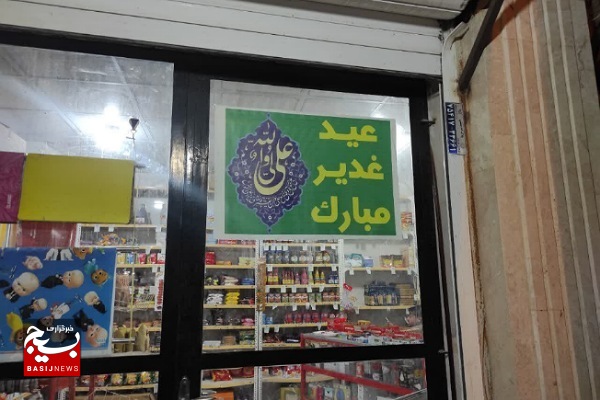 عید
غدیر
مبارک
علی ولی الله
خبرگزاری
بسیج
BASIJNEWS